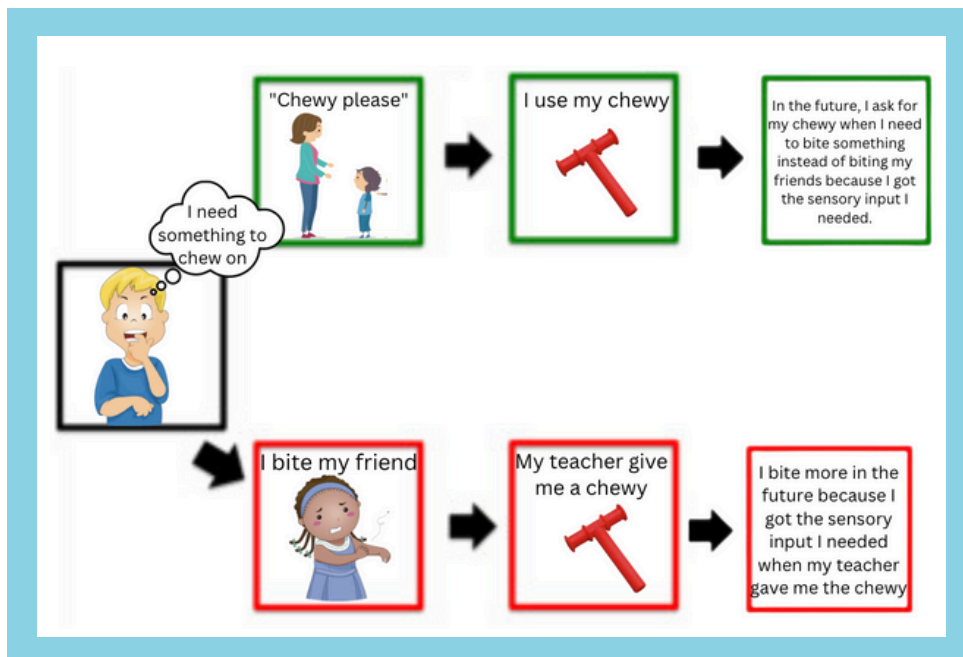 "Chewy please"
I use my chewy
In the future, I ask for
my chewy when I need
to bite something
instead of biting my
friends because I got
the sensory input I
needed.
I need
something to
chew on
I bite my friend
My teacher give
me a chewy
I bite more in the
future because I
got the sensory
input I needed
when my teacher
gave me the chewy